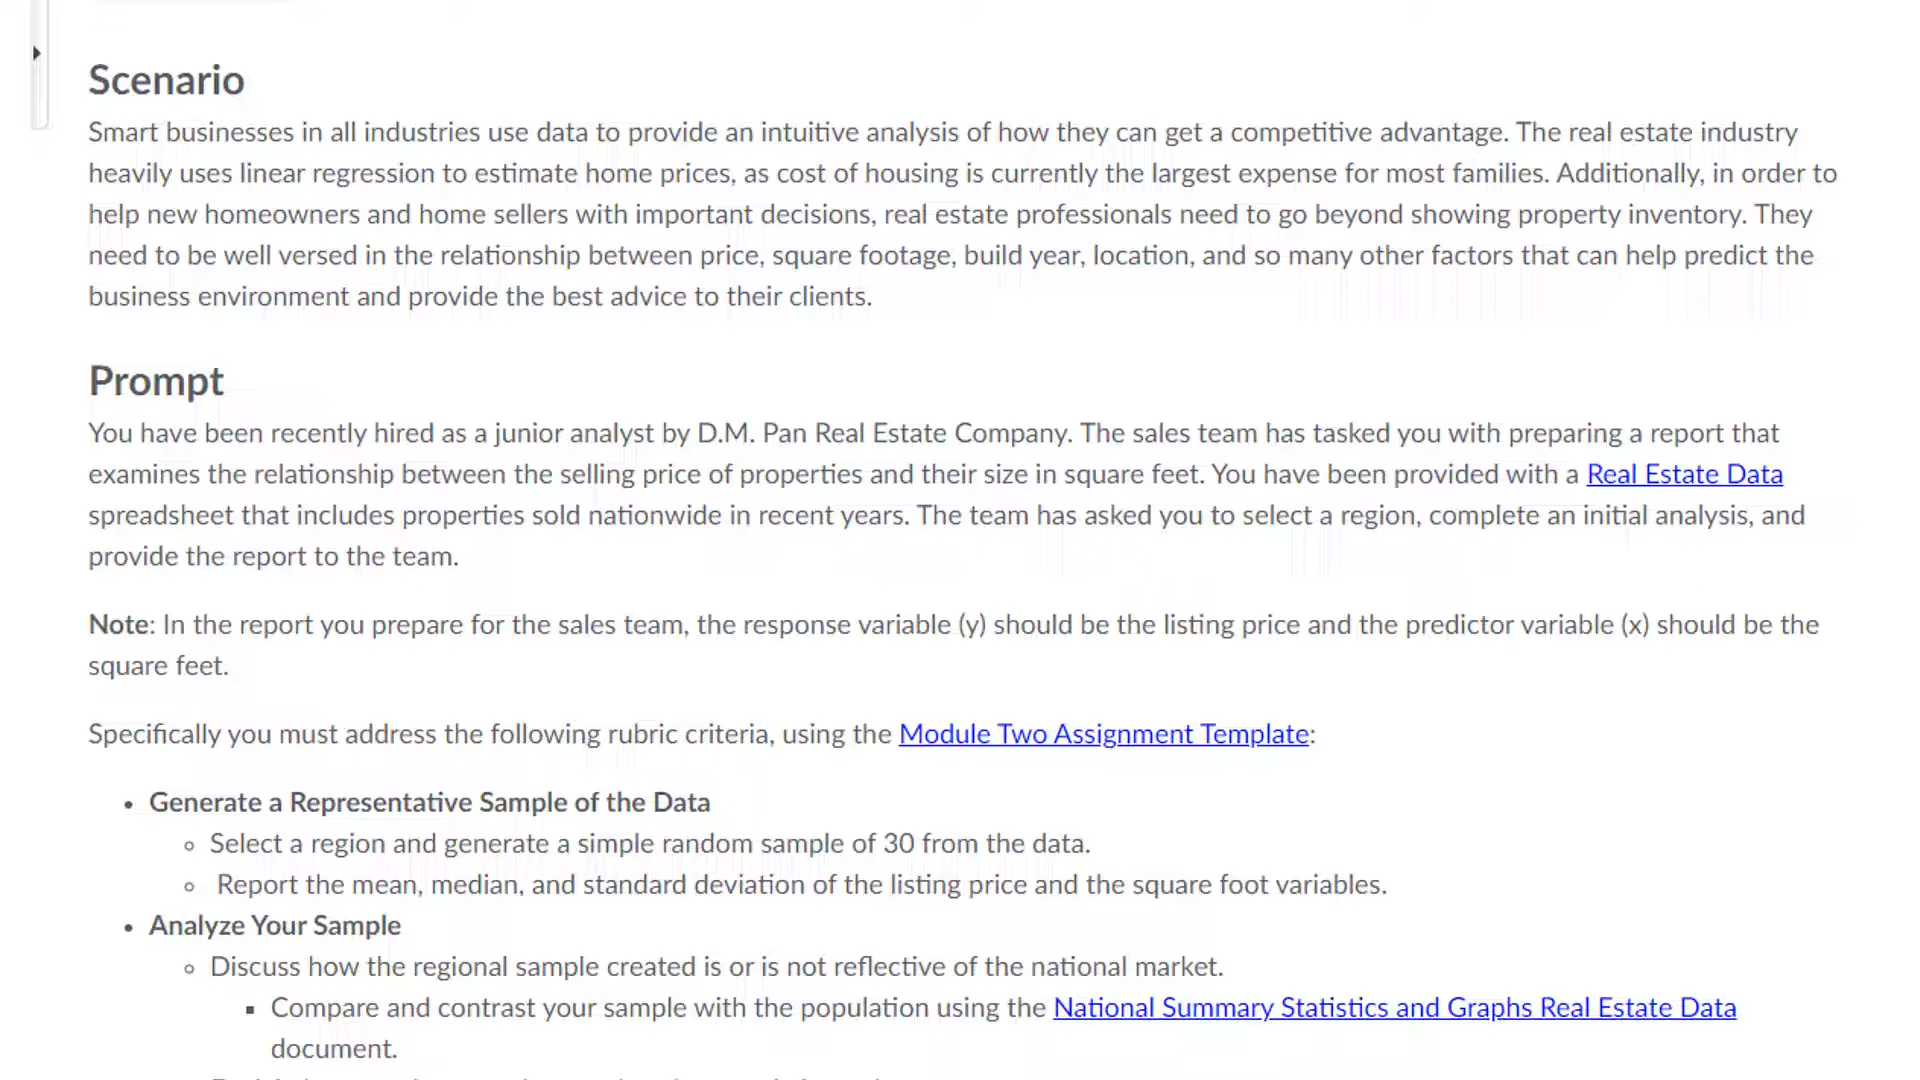 Scenario
Smart businesses in all industries use data to provide an intuitive analysis of how they can get a competitive advantage. The real estate industry
heavily uses linear regression to estimate home prices, as cost of housing is currently the largest expense for most families. Additionally, in order to
help new homeowners and home sellers with important decisions, real estate professionals need to go beyond showing property inventory. They
need to be well versed in the relationship between price, square footage, build year, location, and so many other factors that can help predict the
business environment and provide the best advice to their clients.
Prompt
You have been recently hired as a junior analyst by D.M. Pan Real Estate Company. The sales team has tasked you with preparing a report that
examines the relationship between the selling price of properties and their size in square feet. You have been provided with a Real Estate Data
spreadsheet that includes properties sold nationwide in recent years. The team has asked you to select a region, complete an initial analysis, and
provide the report to the team.
Note: In the report you prepare for the sales team, the response variable (y) should be the listing price and the predictor variable (x) should be the
square feet.
Specifically you must address the following rubric criteria, using the Module Two Assignment Template:
• Generate a Representative Sample of the Data
◦ Select a region and generate a simple random sample of 30 from the data.
◦ Report the mean, median, and standard deviation of the listing price and the square foot variables.
• Analyze Your Sample
◦ Discuss how the regional sample created is or is not reflective of the national market.
▪ Compare and contrast your sample with the population using the National Summary Statistics and Graphs Real Estate Data
document.